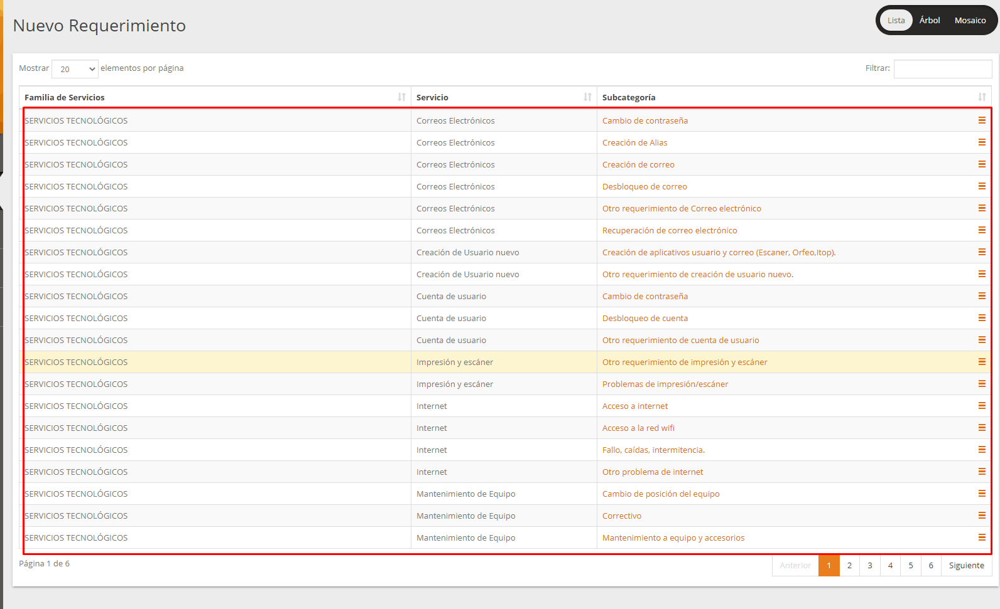 Nuevo Requerimiento
Lista Árbol Mosaico
Mostrar 20 elementos por página Filtrar:
Familia de Servicios Servicio Subcategoría
SERVICIOS TECNOLÓGICOS Correos Electrónicos Cambio de contraseña
SERVICIOS TECNOLÓGICOS Correos Electrónicos Creación de Alias
SERVICIOS TECNOLÓGICOS Correos Electrónicos Creación de correo
SERVICIOS TECNOLÓGICOS Correos Electrónicos Desbloqueo de correo
SERVICIOS TECNOLÓGICOS Correos Electrónicos Otro requerimiento de Correo electrónico
SERVICIOS TECNOLÓGICOS Correos Electrónicos Recuperación de correo electrónico
SERVICIOS TECNOLÓGICOS Creación de Usuario nuevo Creación de aplicativos usuario y correo (Escaner, Orfeo,Itop).
SERVICIOS TECNOLÓGICOS Creación de Usuario nuevo Otro requerimiento de creación de usuario nuevo.
SERVICIOS TECNOLÓGICOS Cuenta de usuario Cambio de contraseña
SERVICIOS TECNOLÓGICOS Cuenta de usuario Desbloqueo de cuenta
SERVICIOS TECNOLÓGICOS Cuenta de usuario Otro requerimiento de cuenta de usuario
SERVICIOS TECNOLÓGICOS Impresión y escáner Otro requerimiento de impresión y escáner
SERVICIOS TECNOLÓGICOS Impresión y escáner Problemas de impresión/escáner
SERVICIOS TECNOLÓGICOS Internet Acceso a internet
SERVICIOS TECNOLÓGICOS Internet Acceso a la red wifi
SERVICIOS TECNOLÓGICOS Internet Fallo, caídas, intermitencia.
SERVICIOS TECNOLÓGICOS Internet Otro problema de internet
SERVICIOS TECNOLÓGICOS Mantenimiento de Equipo Cambio de posición del equipo
SERVICIOS TECNOLÓGICOS Mantenimiento de Equipo Correctivo
SERVICIOS TECNOLÓGICOS Mantenimiento de Equipo Mantenimiento a equipo y accesorios
Página 1 de 6 Anterior 1 2 3 4 5 6 Siguiente